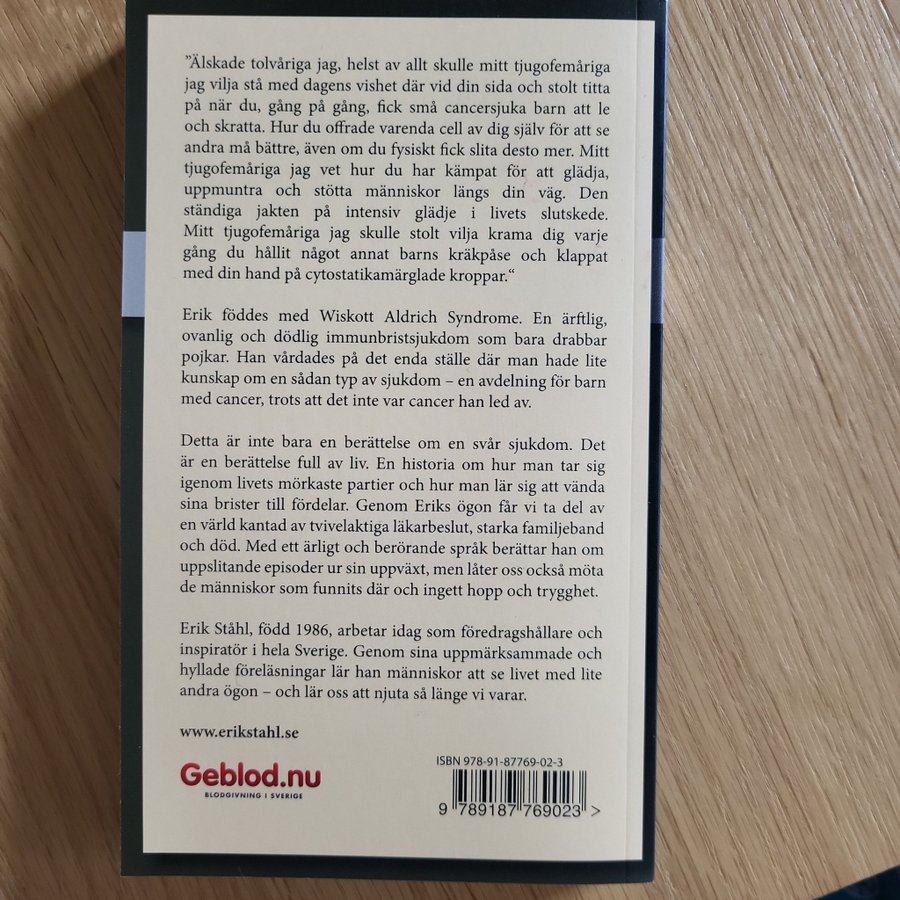 ”Älskade tolvåriga jag, helst av allt skulle mitt tjugofemåriga
jag vilja stå med dagens vishet där vid din sida och stolt titta
på när du, gång på gång, fick små cancersjuka barn att le
och skratta. Hur du offrade varenda cell av dig själv för att se
andra må bättre, även om du fysiskt fick slita desto mer. Mitt
tjugofemåriga jag vet hur du har kämpat för att glädja,
uppmuntra och stötta människor längs din väg. Den
ständiga jakten på intensiv glädje i livets slutskede.
Mitt tjugofemåriga jag skulle stolt vilja krama dig varje
gång du hållit något annat barns kräkpåse och klappat
med din hand på cytostatikamärglade kroppar.“
Erik föddes med Wiskott Aldrich Syndrome. En ärftlig,
ovanlig och dödlig immunbristsjukdom som bara drabbar
pojkar. Han vårdades på det enda ställe där man hade lite
kunskap om en sådan typ av sjukdom – en avdelning för barn
med cancer, trots att det inte var cancer han led av.
Detta är inte bara en berättelse om en svår sjukdom. Det
är en berättelse full av liv. En historia om hur man tar sig
igenom livets mörkaste partier och hur man lär sig att vända
sina brister till fördelar. Genom Eriks ögon får vi ta del av
en värld kantad av tvivelaktiga läkarbeslut, starka familjeband
och död. Med ett ärligt och berörande språk berättar han om
uppslitande episoder ur sin uppväxt, men låter oss också möta
de människor som funnits där och ingett hopp och trygghet.
Erik Ståhl, född 1986, arbetar idag som föredragshållare och
inspiratör i hela Sverige. Genom sina uppmärksammade och
hyllade föreläsningar lär han människor att se livet med lite
andra ögon – och lär oss att njuta så länge vi varar.
www.erikstahl.se
Geblod.nu
BLODGIVNING I SVERIGE
ISBN 978-91-87769-02-3
9 789187 769023 >